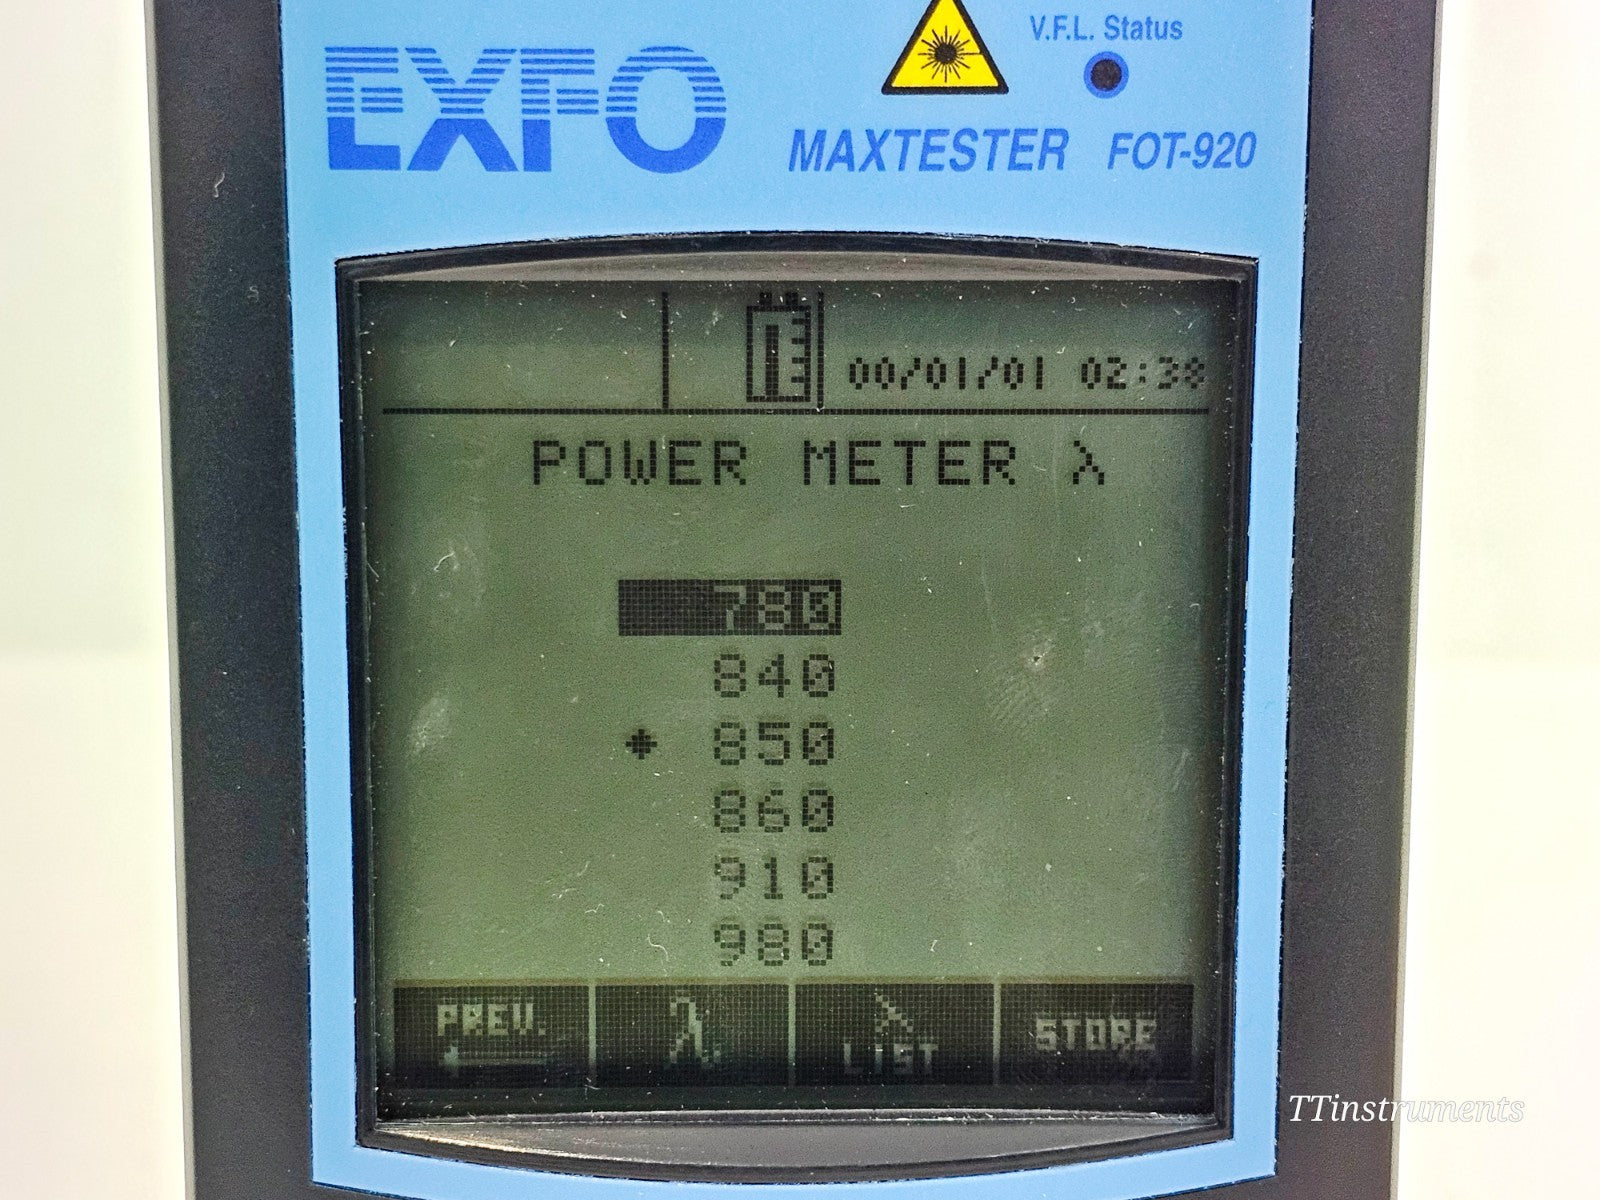 EXFO
V.F.L. Status
MAXTESTER FOT-920
00/01/01 02:38
POWER METER λ
780
840
850
860
910
980
PREV.
λ
λ LIST
STORE
TTinstruments